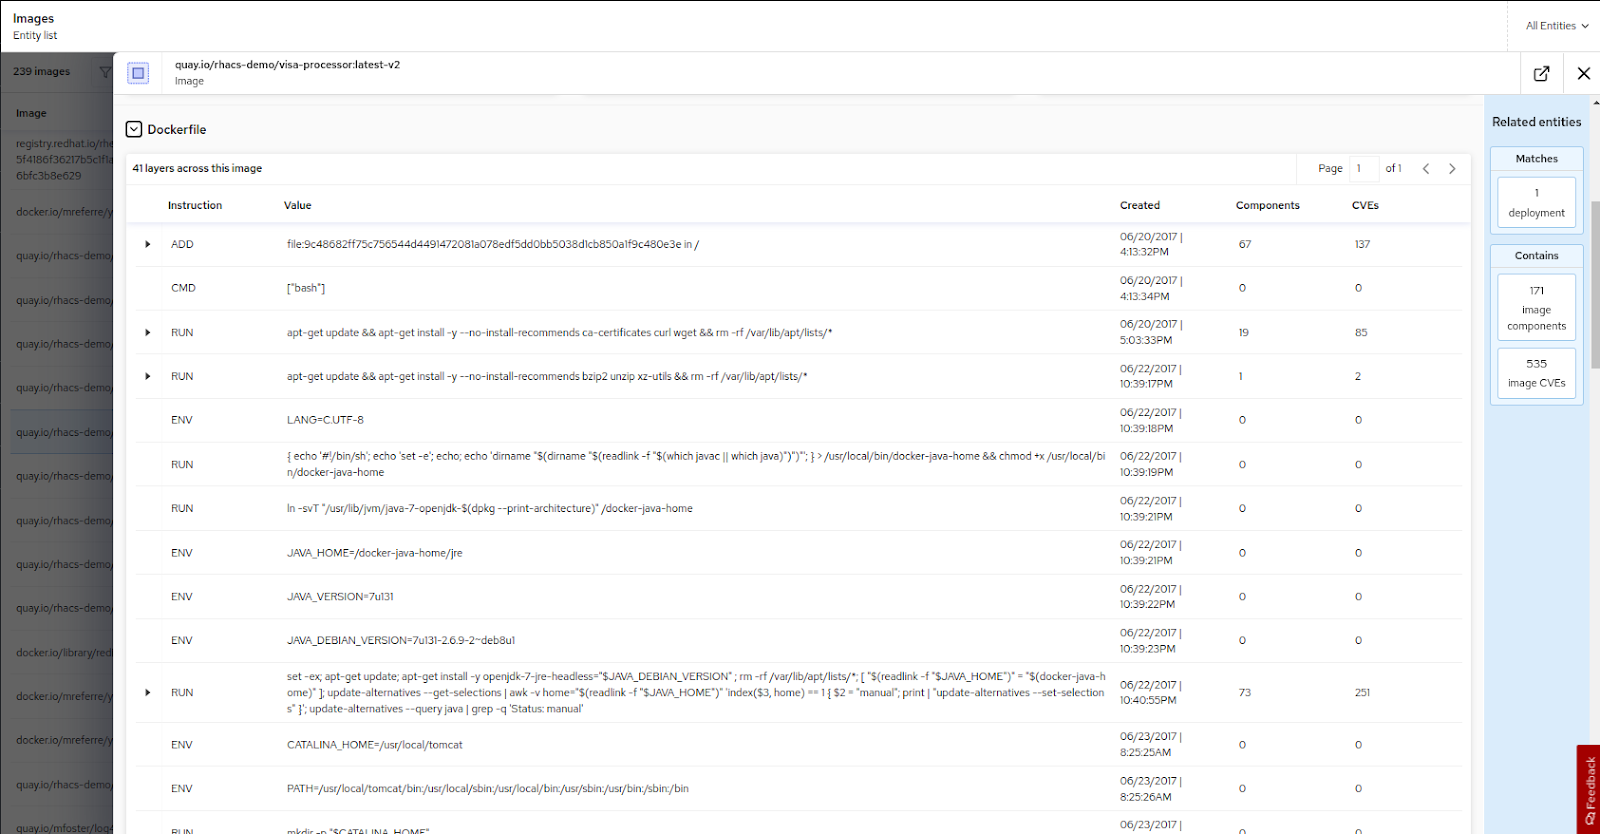 Images
Entity list
All Entities
239 images
quay.io/rhacs-demo/visa-processor:latest-v2
Image
Image
registry.redhat.io/rhe
5f4186f36217b5c1f1a
6bfc3b8e629
docker.io/mreferre/y
quay.io/rhacs-demo/
quay.io/rhacs-demo/
quay.io/rhacs-demo/
quay.io/rhacs-demo/
quay.io/rhacs-demo/
quay.io/rhacs-demo/
quay.io/rhacs-demo/
quay.io/rhacs-demo/
quay.io/rhacs-demo/
docker.io/library/red
docker.io/mreferre/y
docker.io/mreferre/y
quay.io/rhacs-demo/
quay.io/mfoster/log4
Dockerfile
41 layers across this image
Page 1 of 1
Instruction Value Created Components CVEs
ADD file:9c48682ff75c756544d4491472081a078edf5dd0bb5038d1cb850a1f9c480e3e in / 06/20/2017 | 67 137
4:13:32PM
CMD ["bash"] 06/20/2017 | 0 0
4:13:34PM
RUN apt-get update && apt-get install -y --no-install-recommends ca-certificates curl wget && rm -rf /var/lib/apt/lists/* 06/20/2017 | 19 85
5:03:33PM
RUN apt-get update && apt-get install -y --no-install-recommends bzip2 unzip xz-utils && rm -rf /var/lib/apt/lists/* 06/22/2017 | 1 2
10:39:17PM
ENV LANG=C.UTF-8 06/22/2017 | 0 0
10:39:18PM
RUN { echo '#!/bin/sh'; echo 'set -e'; echo; echo 'dirname "$(dirname "$(readlink -f "$(which javac || which java)")")"'; } > /usr/local/bin/docker-java-home && chmod +x /usr/local/bi 06/22/2017 | 0 0
n/docker-java-home 10:39:19PM
RUN ln -svT "/usr/lib/jvm/java-7-openjdk-$(dpkg --print-architecture)" /docker-java-home 06/22/2017 | 0 0
10:39:21PM
ENV JAVA_HOME=/docker-java-home/jre 06/22/2017 | 0 0
10:39:21PM
ENV JAVA_VERSION=7u131 06/22/2017 | 0 0
10:39:22PM
ENV JAVA_DEBIAN_VERSION=7u131-2.6.9-2~deb8u1 06/22/2017 | 0 0
10:39:23PM
set -ex; apt-get update; apt-get install -y openjdk-7-jre-headless="$JAVA_DEBIAN_VERSION" ; rm -rf /var/lib/apt/lists/*; [ "$(readlink -f "$JAVA_HOME")" = "$(docker-java-h
RUN ome)" ]; update-alternatives --get-selections | awk -v home="$(readlink -f "$JAVA_HOME")" 'index($3, home) == 1 { $2 = "manual"; print | "update-alternatives --set-selection 06/22/2017 | 73 251
s" }'; update-alternatives --query java | grep -q 'Status: manual' 10:40:55PM
ENV CATALINA_HOME=/usr/local/tomcat 06/23/2017 | 0 0
8:25:25AM
ENV PATH=/usr/local/tomcat/bin:/usr/local/sbin:/usr/local/bin:/usr/sbin:/usr/bin:/sbin:/bin 06/23/2017 | 0 0
8:25:26AM
RUN mkdir -p "$CATALINA_HOME" 06/23/2017 | 0 0
Related entities
Matches
1
deployment
Contains
171
image
components
535
image CVEs
Feedback